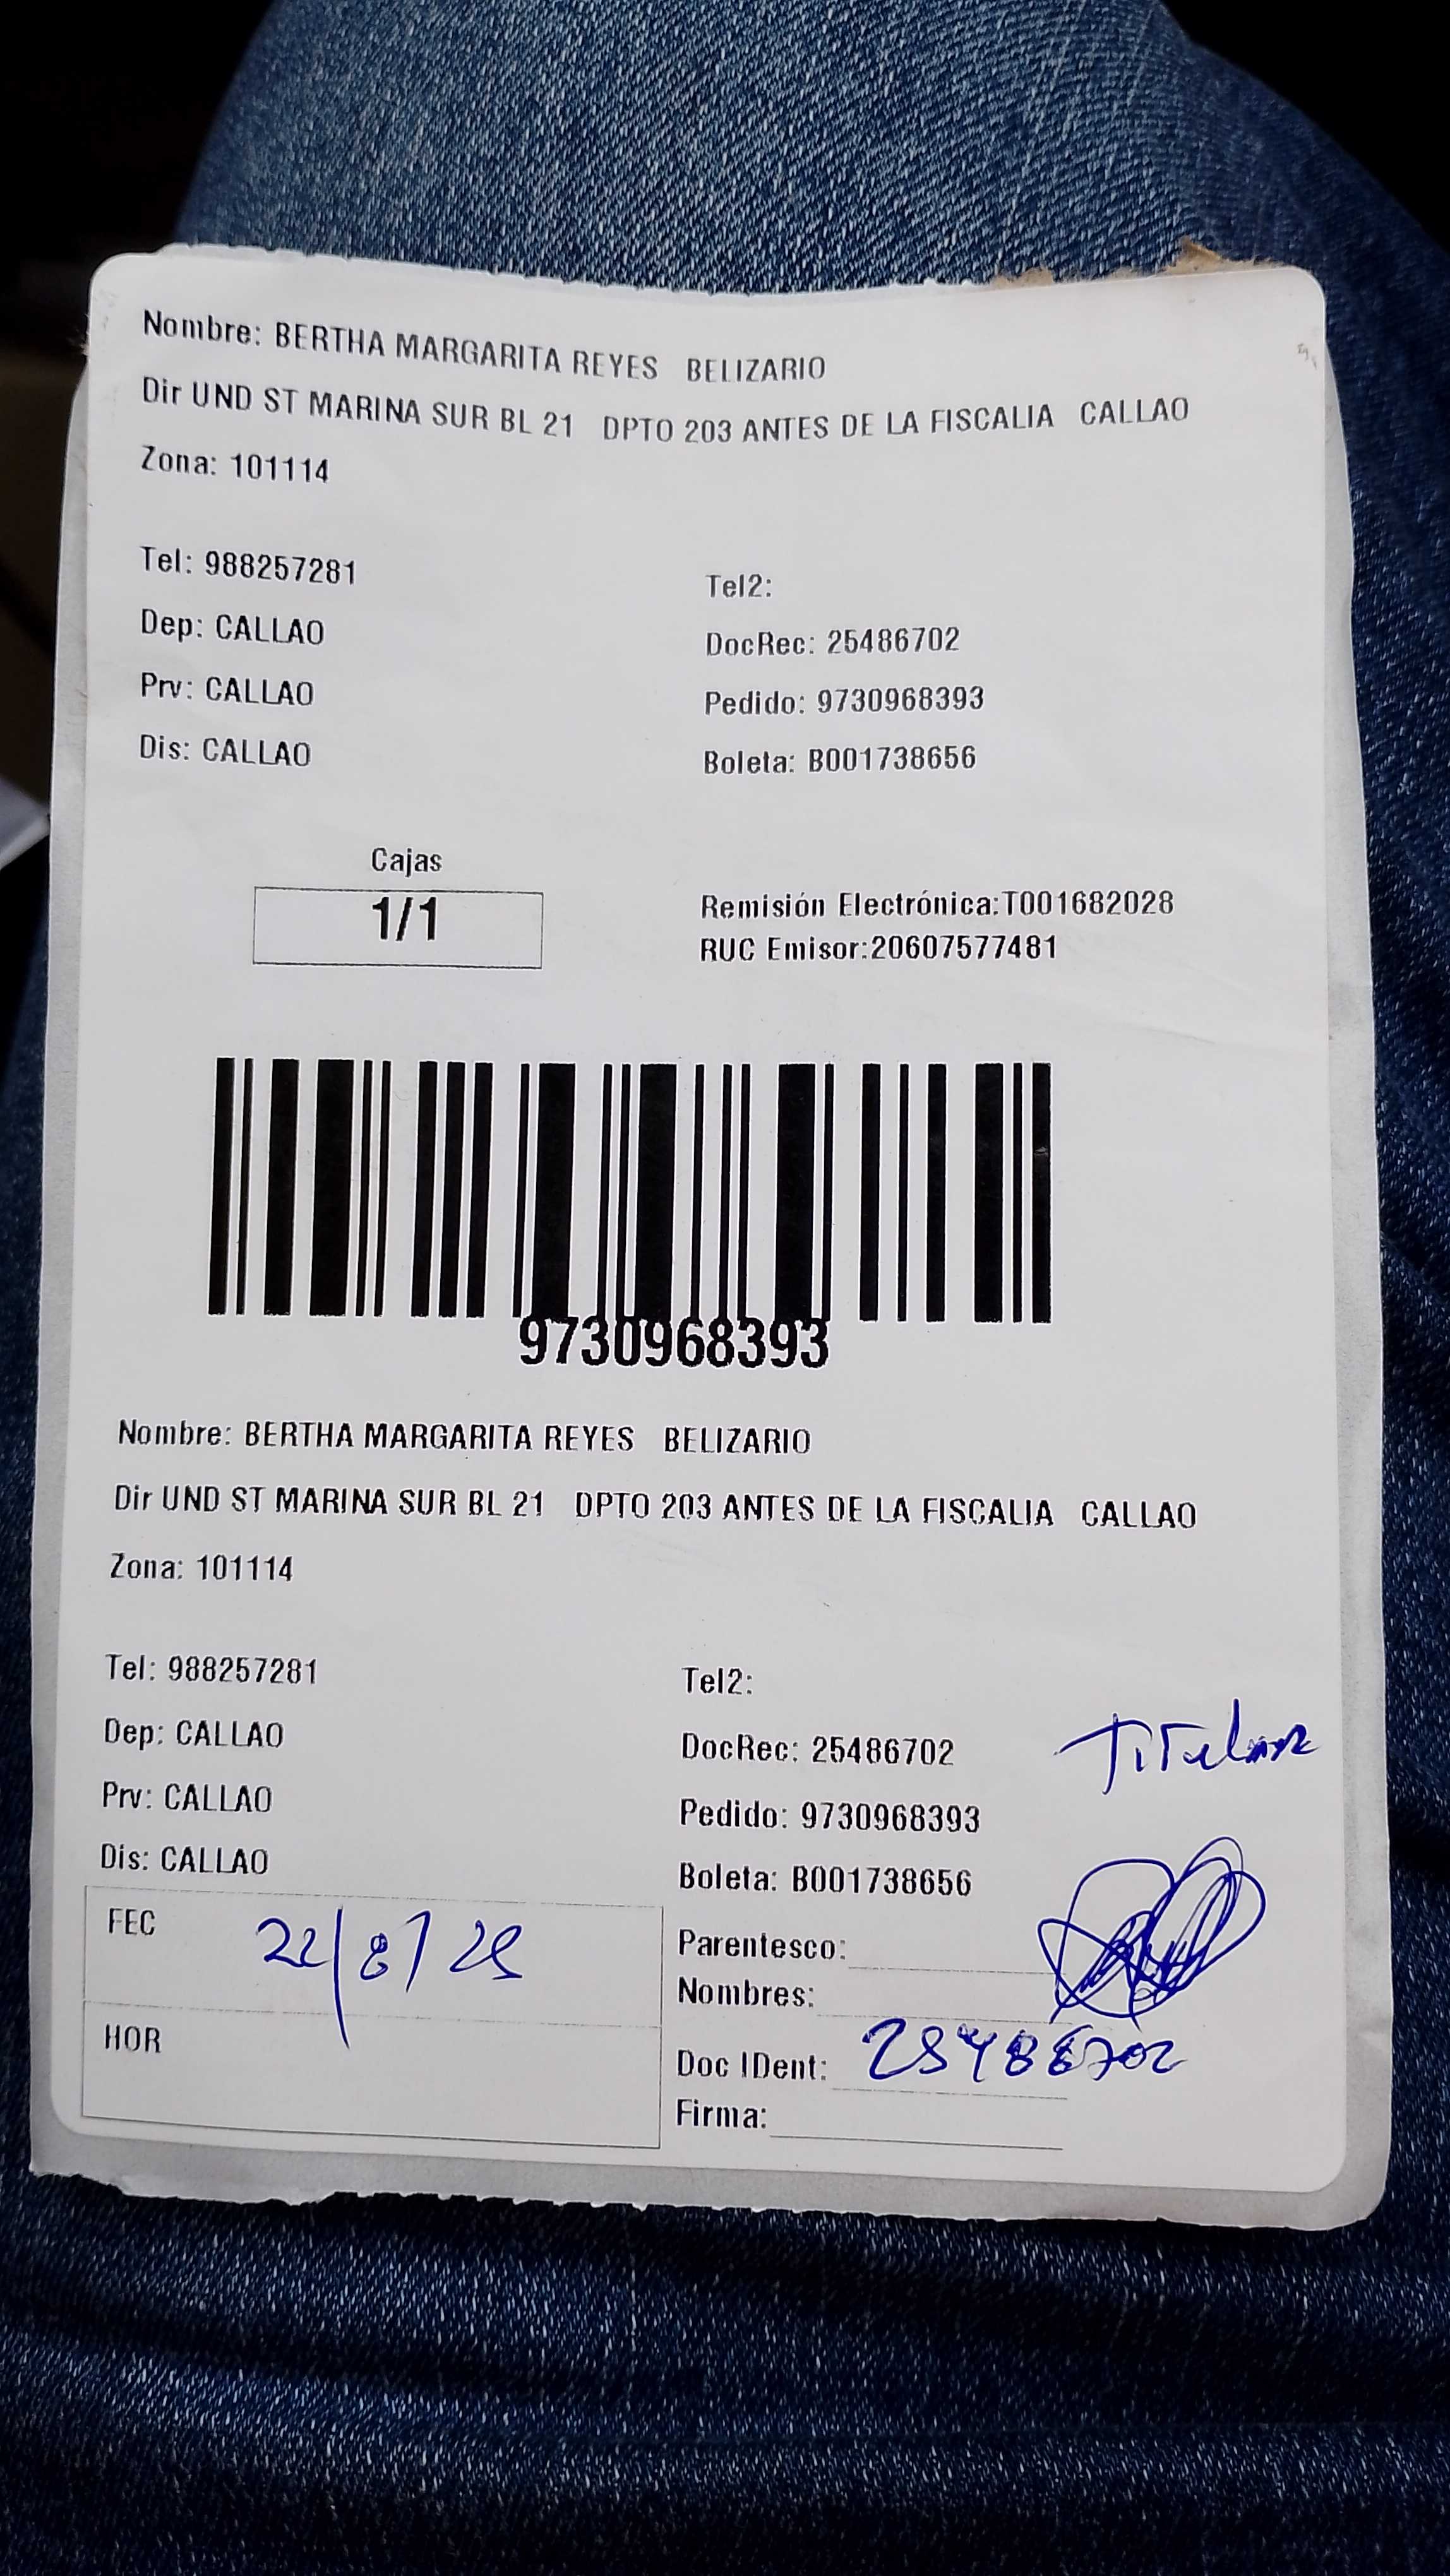 Nombre: BERTHA MARGARITA REYES BELIZARIO
Dir UND ST MARINA SUR BL 21 DPTO 203 ANTES DE LA FISCALIA CALLAO
Zona: 101114
Tel: 988257281
Tel2:
Dep: CALLAO
DocRec: 25486702
Prv: CALLAO
Pedido: 9730968393
Dis: CALLAO
Boleta: B001738656
Cajas
1/1
Remisión Electrónica:T001682028
RUC Emisor:20607577481
9730968393
Nombre: BERTHA MARGARITA REYES BELIZARIO
Dir UND ST MARINA SUR BL 21 DPTO 203 ANTES DE LA FISCALIA CALLAO
Zona: 101114
Tel: 988257281
Tel2:
Dep: CALLAO
DocRec: 25486702
Titular
Prv: CALLAO
Pedido: 9730968393
Dis: CALLAO
Boleta: B001738656
FEC 22/8/25
Parentesco:
Nombres:
HOR
Doc IDent: 25486702
Firma: